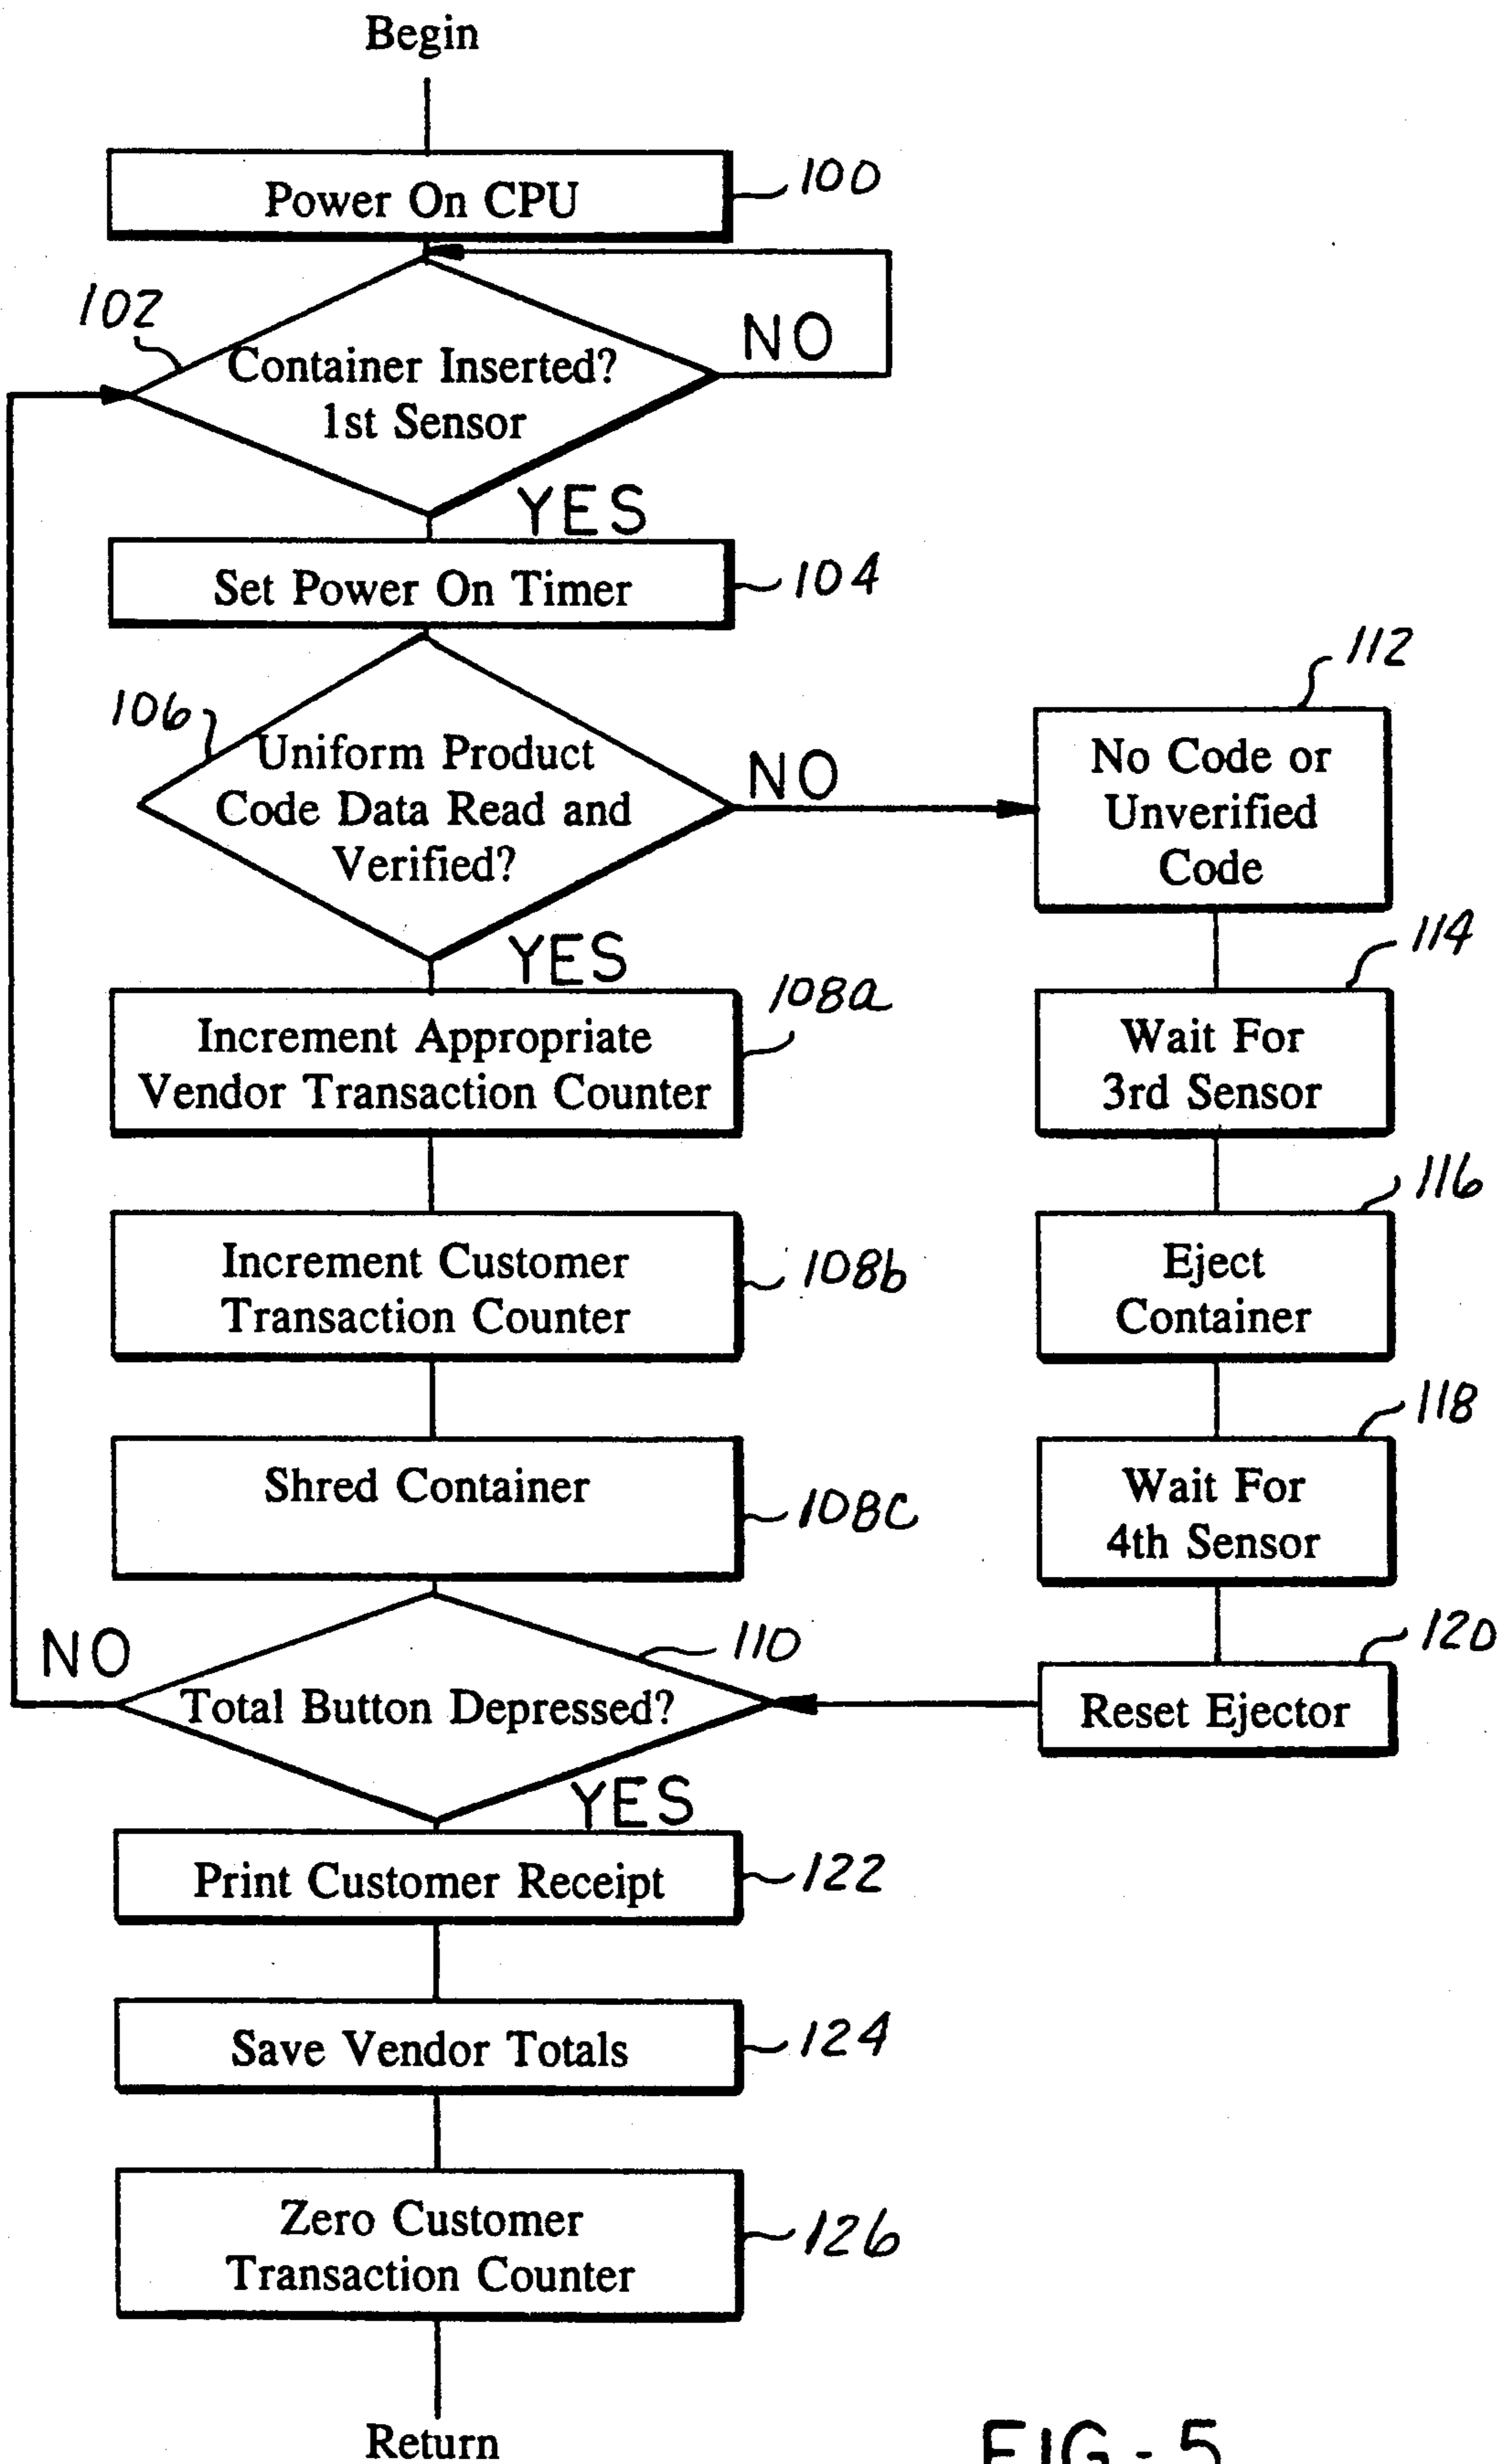 Begin
Power On CPU
100
102
Container Inserted?
1st Sensor
NO
YES
Set Power On Timer
104
106
Uniform Product
Code Data Read and
Verified?
NO
YES
112
No Code or
Unverified
Code
108a
Increment Appropriate
Vendor Transaction Counter
114
Wait For
3rd Sensor
Increment Customer
Transaction Counter
108b
116
Eject
Container
Shred Container
108c
118
Wait For
4th Sensor
NO
110
Total Button Depressed?
YES
120
Reset Ejector
Print Customer Receipt
122
Save Vendor Totals
124
Zero Customer
Transaction Counter
126
Return
FIG-5